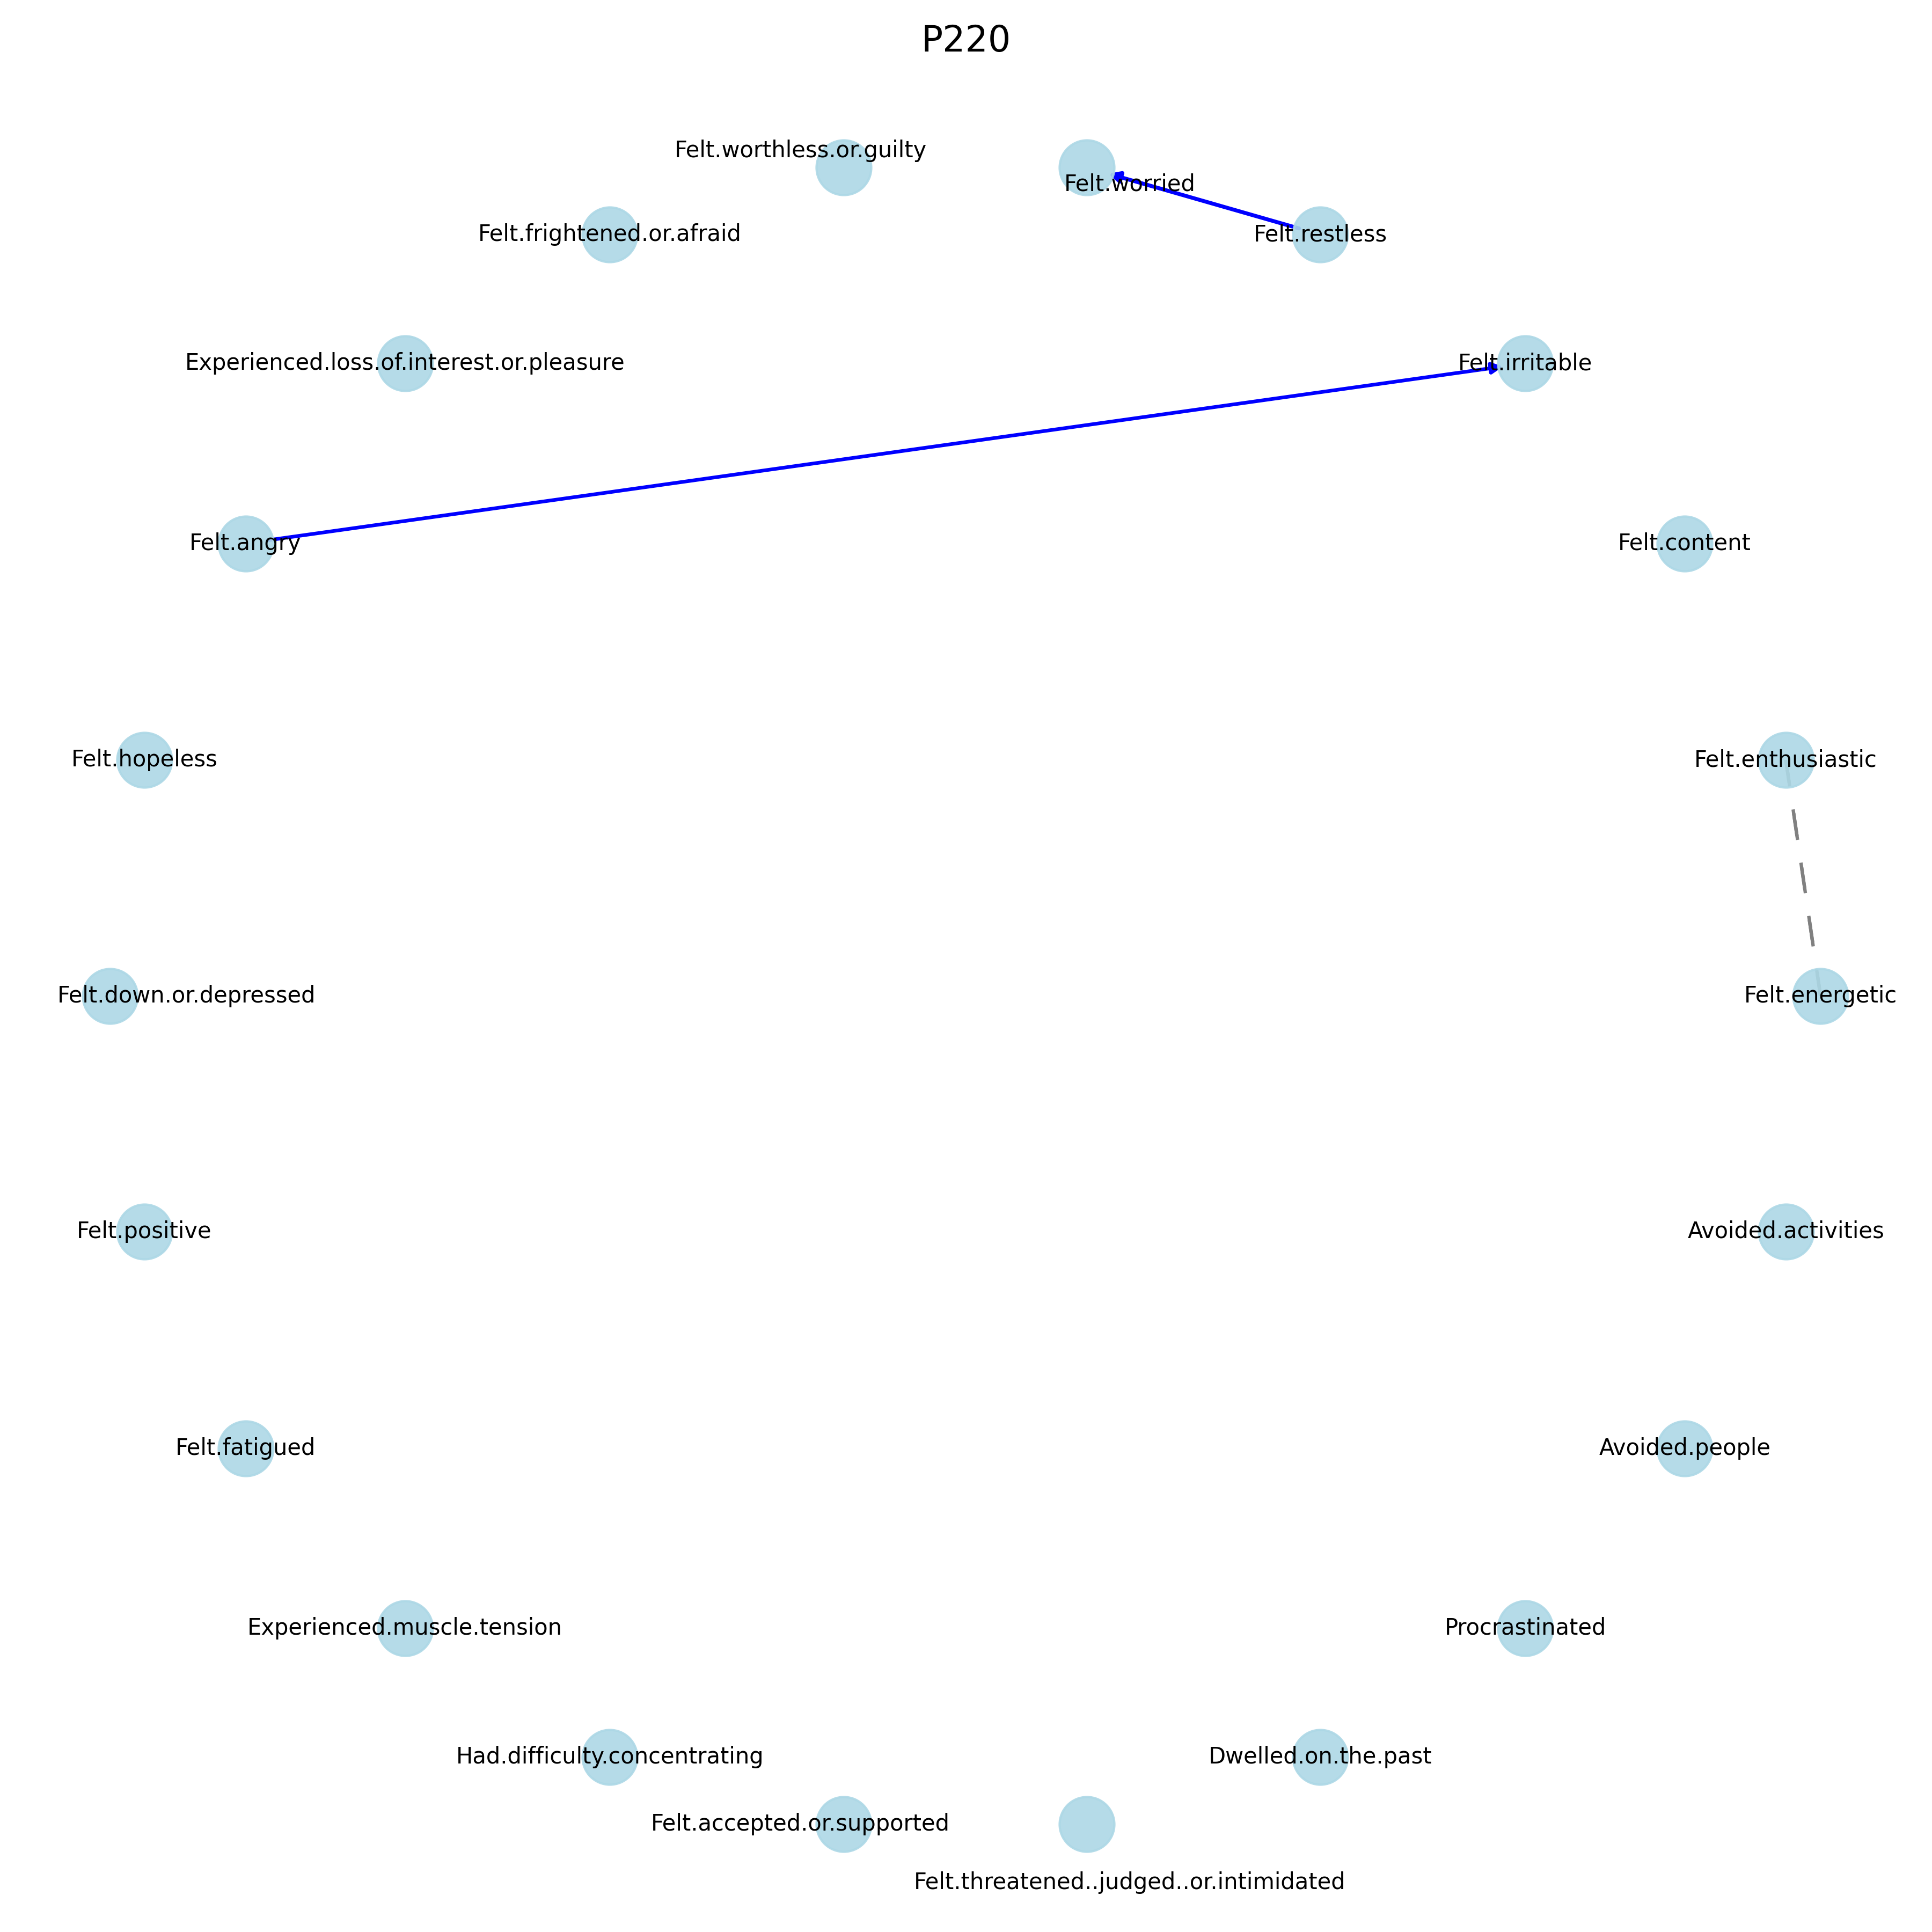 P220
Felt.worthless.or.guilty
Felt.worried
Felt.frightened.or.afraid
Felt.restless
Experienced.loss.of.interest.or.pleasure
Felt.irritable
Felt.angry
Felt.content
Felt.hopeless
Felt.enthusiastic
Felt.down.or.depressed
Felt.energetic
Felt.positive
Avoided.activities
Felt.fatigued
Avoided.people
Experienced.muscle.tension
Procrastinated
Had.difficulty.concentrating
Dwelled.on.the.past
Felt.accepted.or.supported
Felt.threatened..judged..or.intimidated